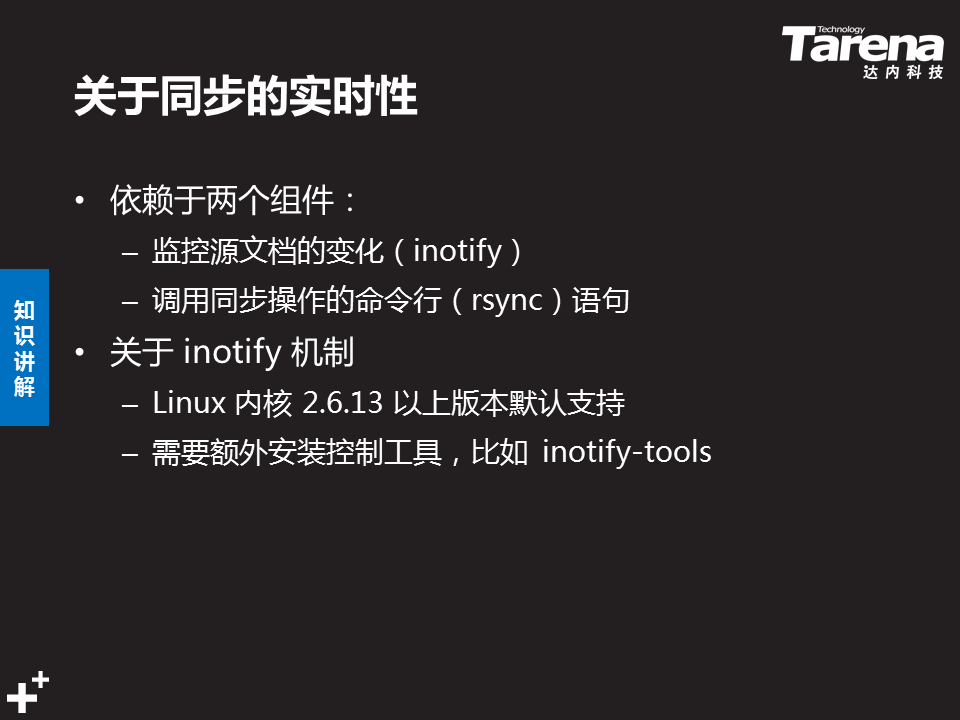 Technology
Tarena
达内科技
关于同步的实时性
• 依赖于两个组件：
– 监控源文档的变化（inotify）
– 调用同步操作的命令行（rsync）语句
• 关于 inotify 机制
– Linux 内核 2.6.13 以上版本默认支持
– 需要额外安装控制工具，比如 inotify-tools
知
识
讲
解